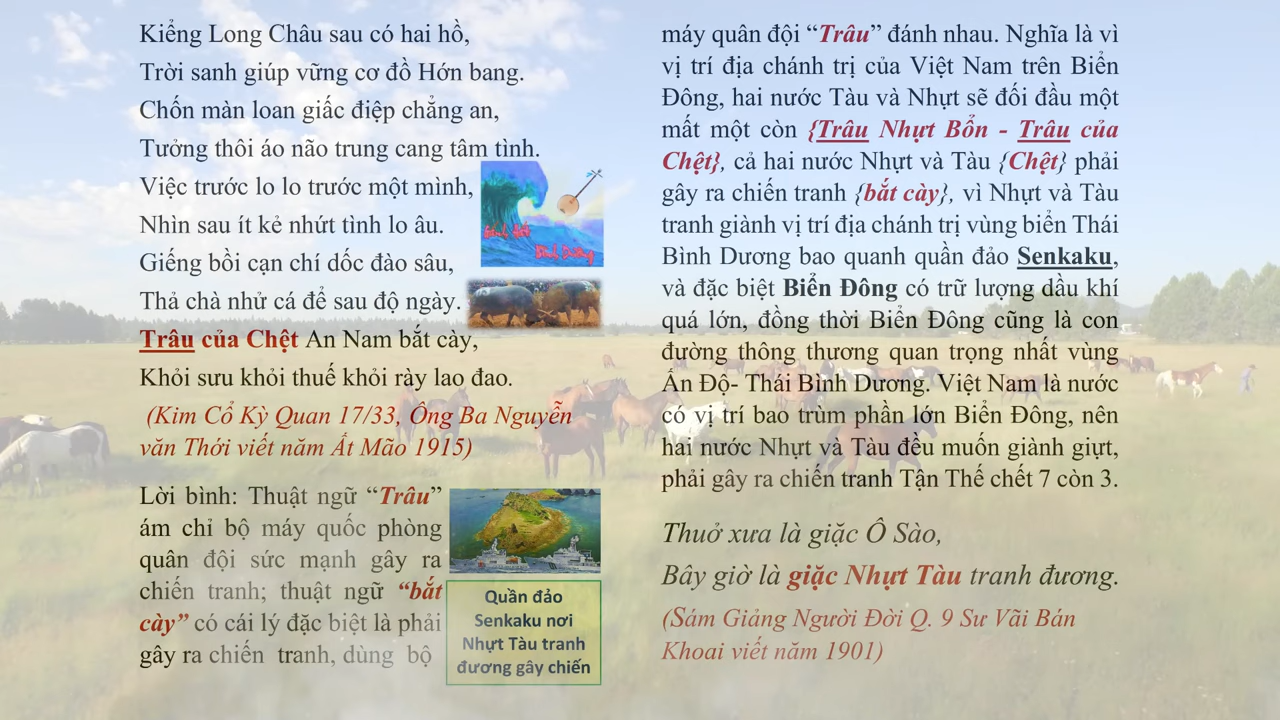 Kiểng Long Châu sau có hai hồ,
Trời sanh giúp vững cơ đồ Hớn bang.
Chốn màn loan giấc điệp chẳng an,
Tưởng thôi áo não trung cang tâm tình.
Việc trước lo lo trước một mình,
Nhìn sau ít kẻ nhứt tình lo âu.
Giếng bồi cạn chí dốc đào sâu,
Thả chà nhử cá để sau độ ngày.
Trâu của Chệt An Nam bắt cày,
Khỏi sưu khỏi thuế khỏi rày lao đao.
(Kim Cổ Kỳ Quan 17/33, Ông Ba Nguyễn
văn Thới viết năm Ất Mão 1915)
Lời bình: Thuật ngữ “Trâu”
ám chỉ bộ máy quốc phòng
quân đội sức mạnh gây ra
chiến tranh; thuật ngữ “bắt
cày” có cái lý đặc biệt là phải
gây ra chiến tranh, dùng bộ
Quần đảo
Senkaku nơi
Nhựt Tàu tranh
đương gây chiến
máy quân đội “Trâu” đánh nhau. Nghĩa là vì
vị trí địa chánh trị của Việt Nam trên Biển
Đông, hai nước Tàu và Nhựt sẽ đối đầu một
mất một còn {Trâu Nhựt Bổn - Trâu của
Chệt}, cả hai nước Nhựt và Tàu {Chệt} phải
gây ra chiến tranh {bắt cày}, vì Nhựt và Tàu
tranh giành vị trí địa chánh trị vùng biển Thái
Bình Dương bao quanh quần đảo Senkaku,
và đặc biệt Biển Đông có trữ lượng dầu khí
quá lớn, đồng thời Biển Đông cũng là con
đường thông thương quan trọng nhất vùng
Ấn Độ- Thái Bình Dương. Việt Nam là nước
có vị trí bao trùm phần lớn Biển Đông, nên
hai nước Nhựt và Tàu đều muốn giành giựt,
phải gây ra chiến tranh Tận Thế chết 7 còn 3.
Thuở xưa là giặc Ô Sào,
Bây giờ là giặc Nhựt Tàu tranh đương.
(Sám Giảng Người Đời Q. 9 Sư Vãi Bán
Khoai viết năm 1901)